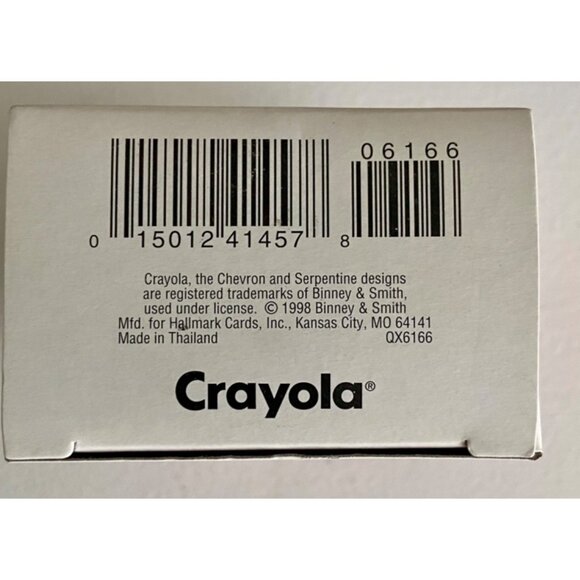 06166
0 15012 41457 8
Crayola, the Chevron and Serpentine designs
are registered trademarks of Binney & Smith,
used under license. © 1998 Binney & Smith
Mfd. for Hallmark Cards, Inc., Kansas City, MO 64141
Made in Thailand QX6166
Crayola®